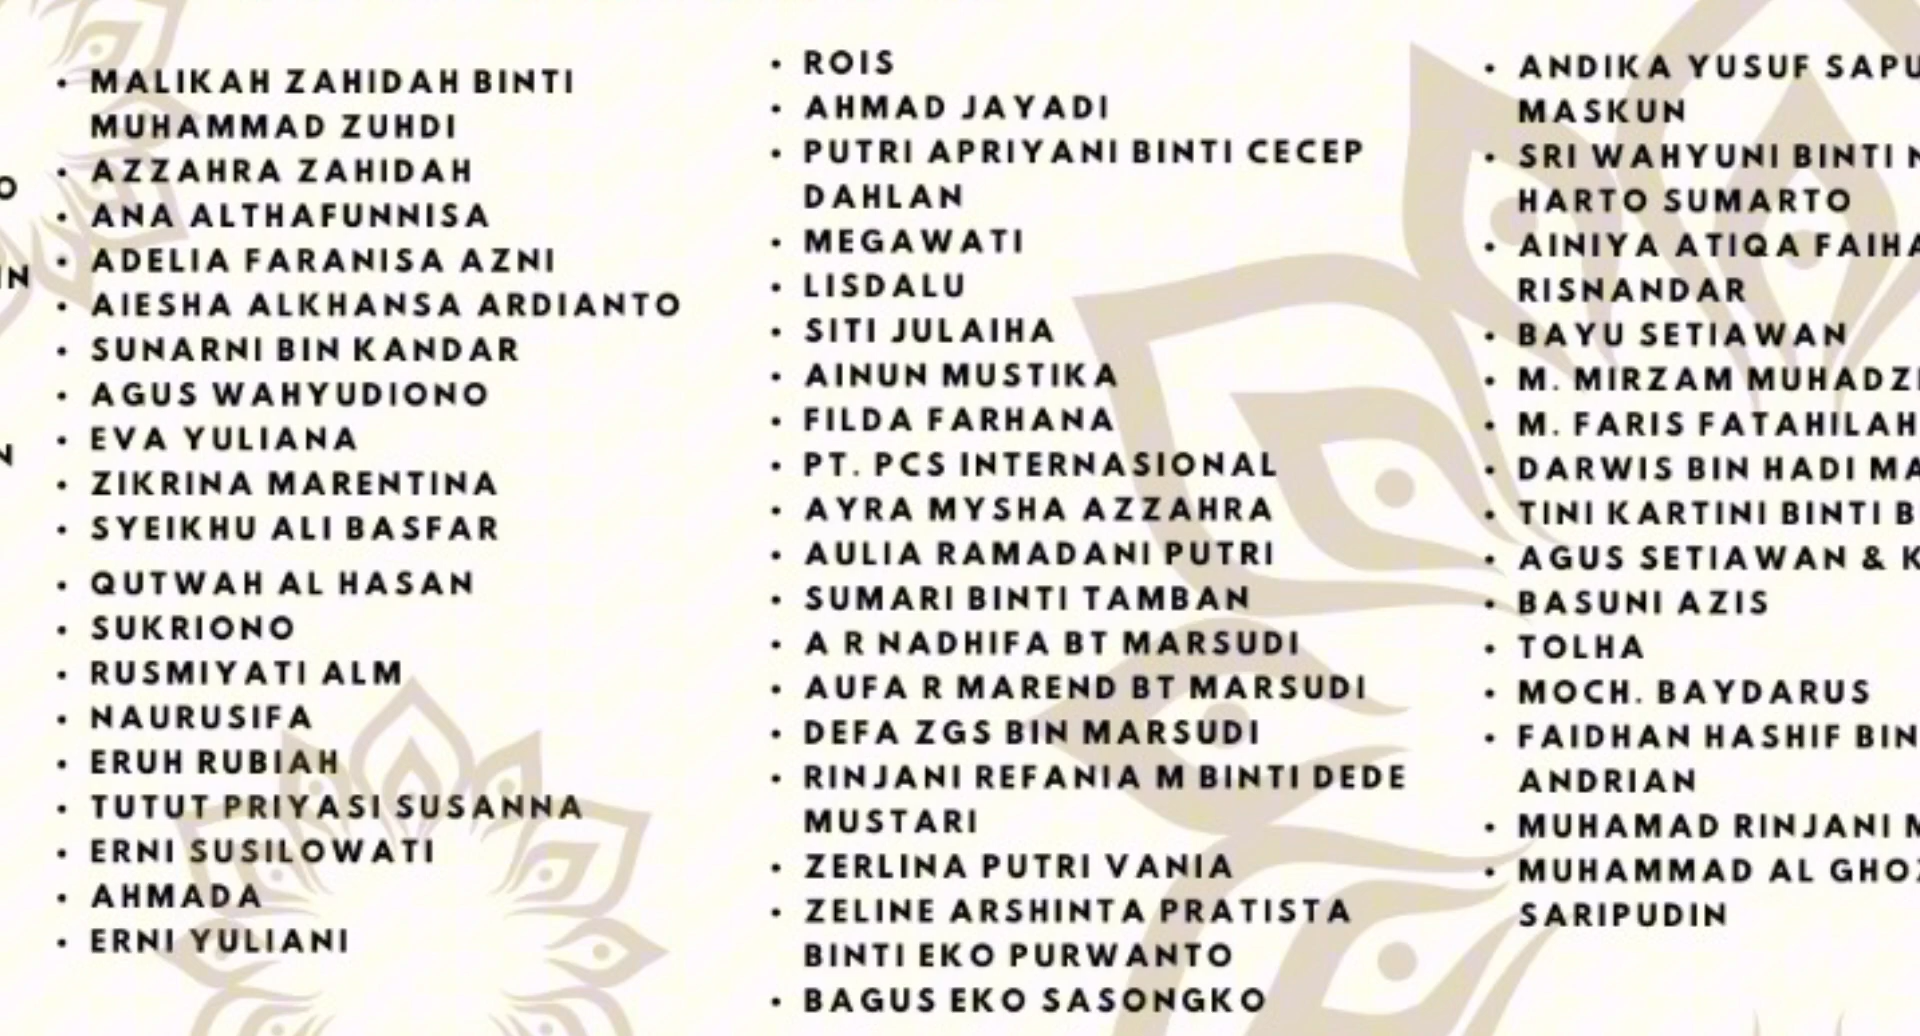 • MALIKAH ZAHIDAH BINTI
MUHAMMAD ZUHDI
• AZZAHRA ZAHIDAH
• ANA ALTHAFUNNISA
• ADELIA FARANISA AZNI
• AIESHA ALKHANSA ARDIANTO
• SUNARNI BIN KANDAR
• AGUS WAHYUDIONO
• EVA YULIANA
• ZIKRINA MARENTINA
• SYEIKHU ALI BASFAR
• QUTWAH AL HASAN
• SUKRIONO
• RUSMIYATI ALM
• NAURUSIFA
• ERUH RUBIAH
• TUTUT PRIYASI SUSANNA
• ERNI SUSILOWATI
• AHMADA
• ERNI YULIANI
• ROIS
• AHMAD JAYADI
• PUTRI APRIYANI BINTI CECEP
DAHLAN
• MEGAWATI
• LISDALU
• SITI JULAIHA
• AINUN MUSTIKA
• FILDA FARHANA
• PT. PCS INTERNASIONAL
• AYRA MYSHA AZZAHRA
• AULIA RAMADANI PUTRI
• SUMARI BINTI TAMBAN
• A R NADHIFA BT MARSUDI
• AUFA R MAREND BT MARSUDI
• DEFA ZGS BIN MARSUDI
• RINJANI REFANIA M BINTI DEDE
MUSTARI
• ZERLINA PUTRI VANIA
• ZELINE ARSHINTA PRATISTA
BINTI EKO PURWANTO
• BAGUS EKO SASONGKO
• ANDIKA YUSUF
MASKUN
• SRI WAHYUNI BINTI
HARTO SUMARTO
• AINIYA ATIQA
RISNANDAR
• BAYU SETIAWAN
• M. MIRZAM
• M. FARIS FATAHILAH
• DARWIS BIN HADI
• TINI KARTINI BINTI
• AGUS SETIAWAN &
• BASUNI AZIS
• TOLHA
• MOCH. BAYDARUS
• FAIDHAN HASHIF BIN
ANDRIAN
• MUHAMAD RINJANI
• MUHAMMAD AL
SARIPUDIN